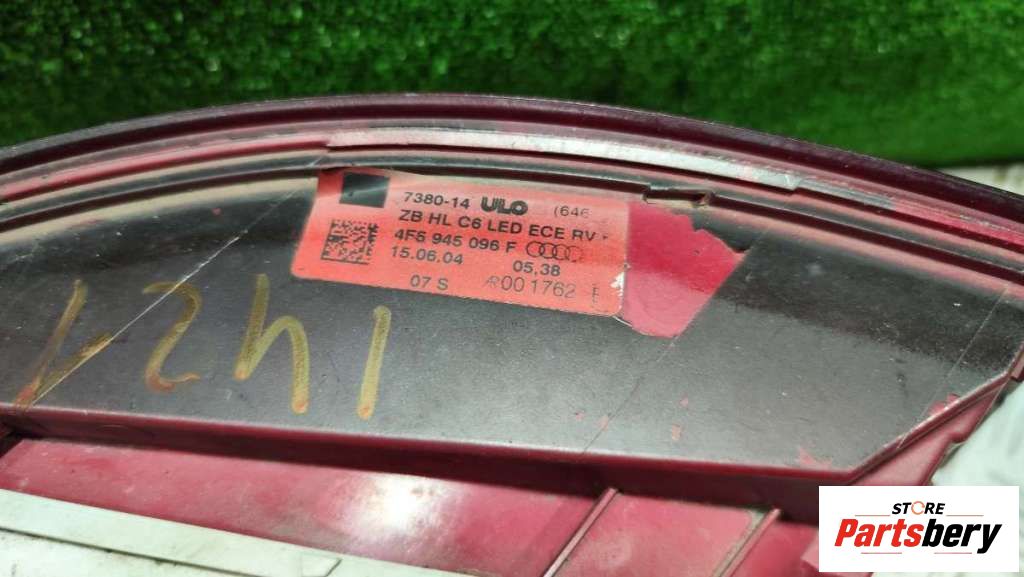 7380-14 ULO (646
ZB HL C6 LED ECE RV
4F5 945 096 F
15.06.04 05,38
07 S 001762
1424
STORE
Partsbery